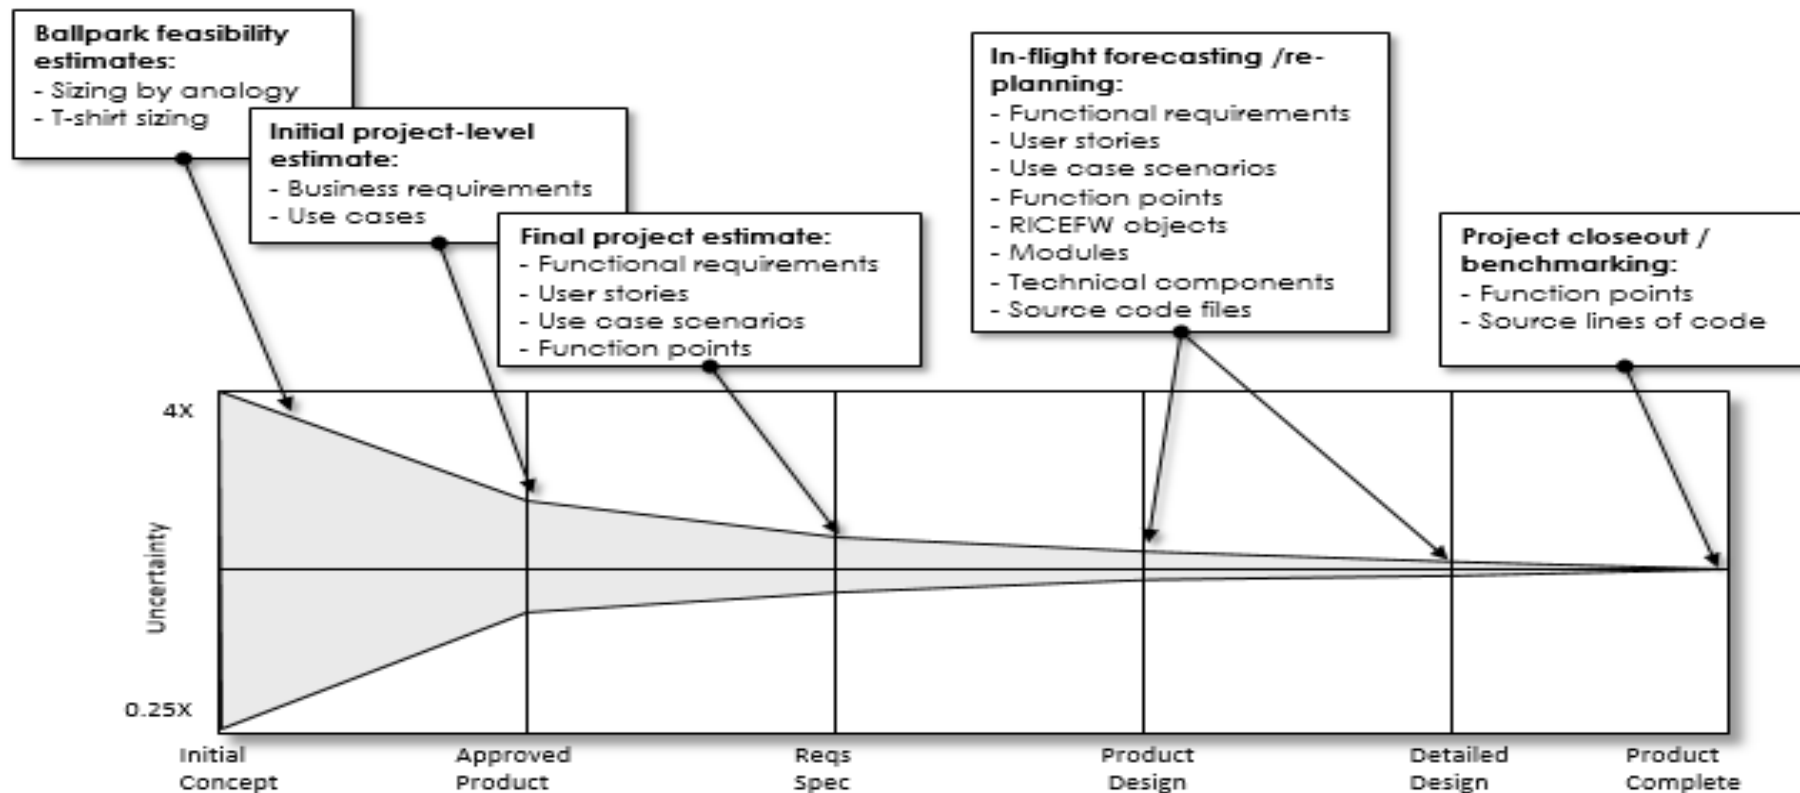 Ballpark feasibility
estimates:
- Sizing by analogy
- T-shirt sizing
Initial project-level
estimate:
- Business requirements
- Use cases
Final project estimate:
- Functional requirements
- User stories
- Use case scenarios
- Function points
In-flight forecasting /re-
planning:
- Functional requirements
- User stories
- Use case scenarios
- Function points
- RICEFW objects
- Modules
- Technical components
- Source code files
Project closeout /
benchmarking:
- Function points
- Source lines of code
4X
Uncertainty
0.25X
Initial
Concept
Approved
Product
Reqs
Spec
Product
Design
Detailed
Design
Product
Complete